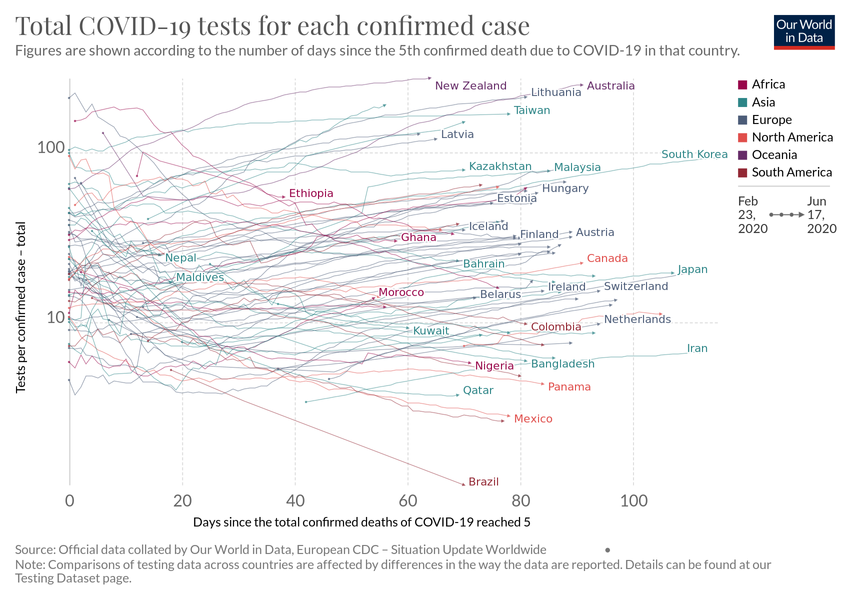 Total COVID-19 tests for each confirmed case
Figures are shown according to the number of days since the 5th confirmed death due to COVID-19 in that country.
Our World
in Data
New Zealand
Lithuania
Australia
Taiwan
Latvia
100
South Korea
Kazakhstan
Malaysia
Ethiopia
Hungary
Estonia
Iceland
Ghana
Finland
Austria
Nepal
Bahrain
Canada
Maldives
Japan
Morocco
Belarus
Ireland
Switzerland
10
Kuwait
Colombia
Netherlands
Iran
Nigeria
Bangladesh
Qatar
Panama
Mexico
Brazil
Tests per confirmed case – total
0
20
40
60
80
100
Days since the total confirmed deaths of COVID-19 reached 5
Africa
Asia
Europe
North America
Oceania
South America
Feb
23,
2020
Jun
17,
2020
Source: Official data collated by Our World in Data, European CDC – Situation Update Worldwide
Note: Comparisons of testing data across countries are affected by differences in the way the data are reported. Details can be found at our
Testing Dataset page.